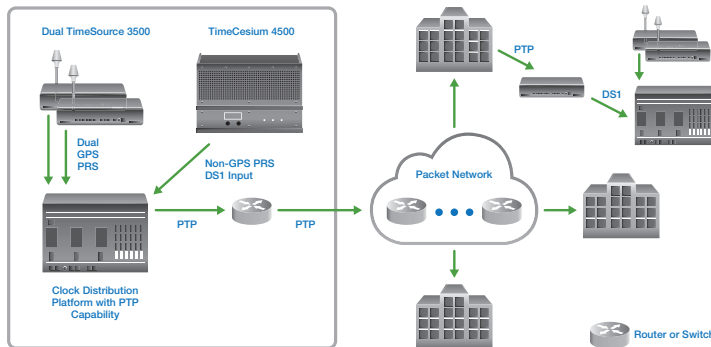 Dual TimeSource 3500
TimeCesium 4500
Dual
GPS
PRS
Non-GPS PRS
DS1 Input
PTP
PTP
Clock Distribution
Platform with PTP
Capability
Packet Network
PTP
DS1
Router or Switch